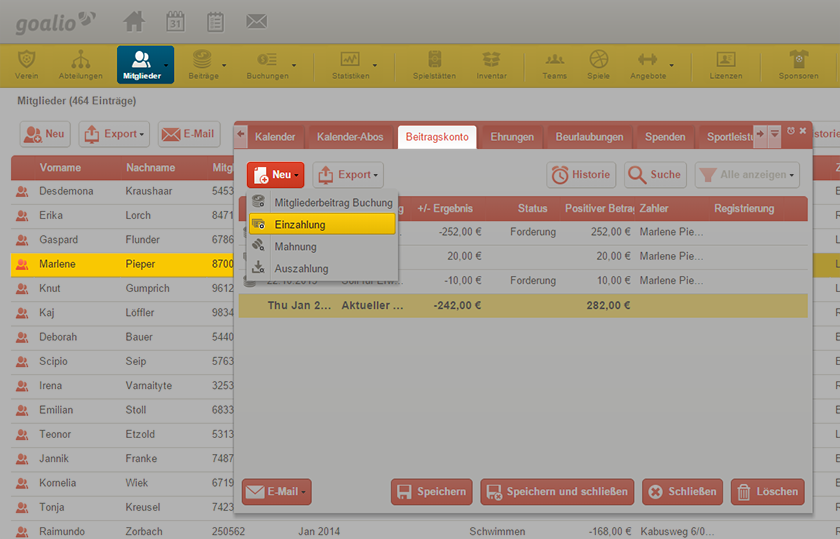 goalio
31
Verein Abteilungen Mitglieder Beiträge Buchungen Statistiken Spielstätten Inventar Teams Spiele Angebote Lizenzen Sponsoren
Mitglieder (464 Einträge)
Neu Export E-Mail
Kalender Kalender-Abos Beitragskonto Ehrungen Beurlaubungen Spenden Sportleistu
Vorname Nachname Mitgl
Neu Export Historie Suche Alle anzeigen
Mitgliederbeitrag Buchung
Einzahlung
Mahnung
Auszahlung
+/- Ergebnis Status Positiver Betrag Zahler Registrierung
-252,00 € Forderung 252,00 € Marlene Pie...
20,00 € 20,00 € Marlene Pie...
-10,00 € Forderung 10,00 € Marlene Pie...
Thu Jan 2... Aktueller ... -242,00 € 282,00 €
Desdemona Kraushaar 5453
Erika Lorch 8471
Gaspard Flunder 6786
Marlene Pieper 8700
Knut Gumprich 9612
Kaj Löffler 9834
Deborah Bauer 5440
Scipio Seip 5763
Irena Varnaityte 3253
Emilian Stoll 6833
Teonor Etzold 5313
Jannik Franke 7487
Kornelia Wiek 6719
Tonja Kreusel 7423
E-Mail Speichern Speichern und schließen Schließen Löschen
Raimundo Zorbach 250562 Jan 2014 Schwimmen -168,00 € Kabusweg 6/0...